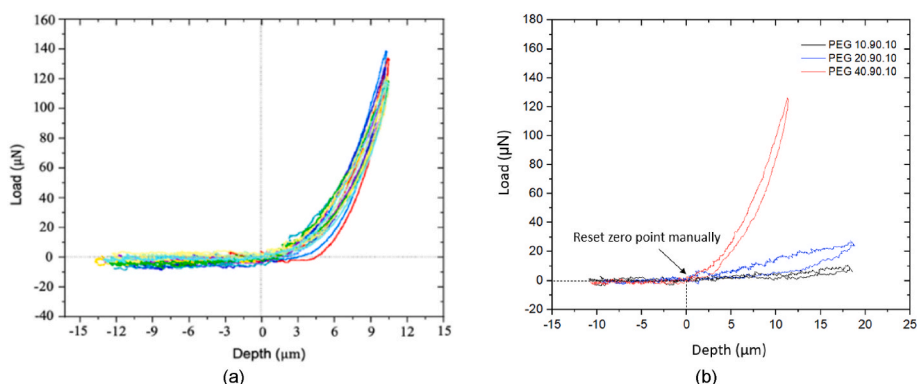 160
140
120
100
80
60
40
20
0
-20
-40
Load (µN)
-15 -12 -9 -6 -3 0 3 6 9 12 15
Depth (µm)
(a)
180
160
140
120
100
80
60
40
20
0
-20
Load (µN)
PEG 10.90.10
PEG 20.90.10
PEG 40.90.10
Reset zero point manually
-15 -10 -5 0 5 10 15 20 25
Depth (µm)
(b)